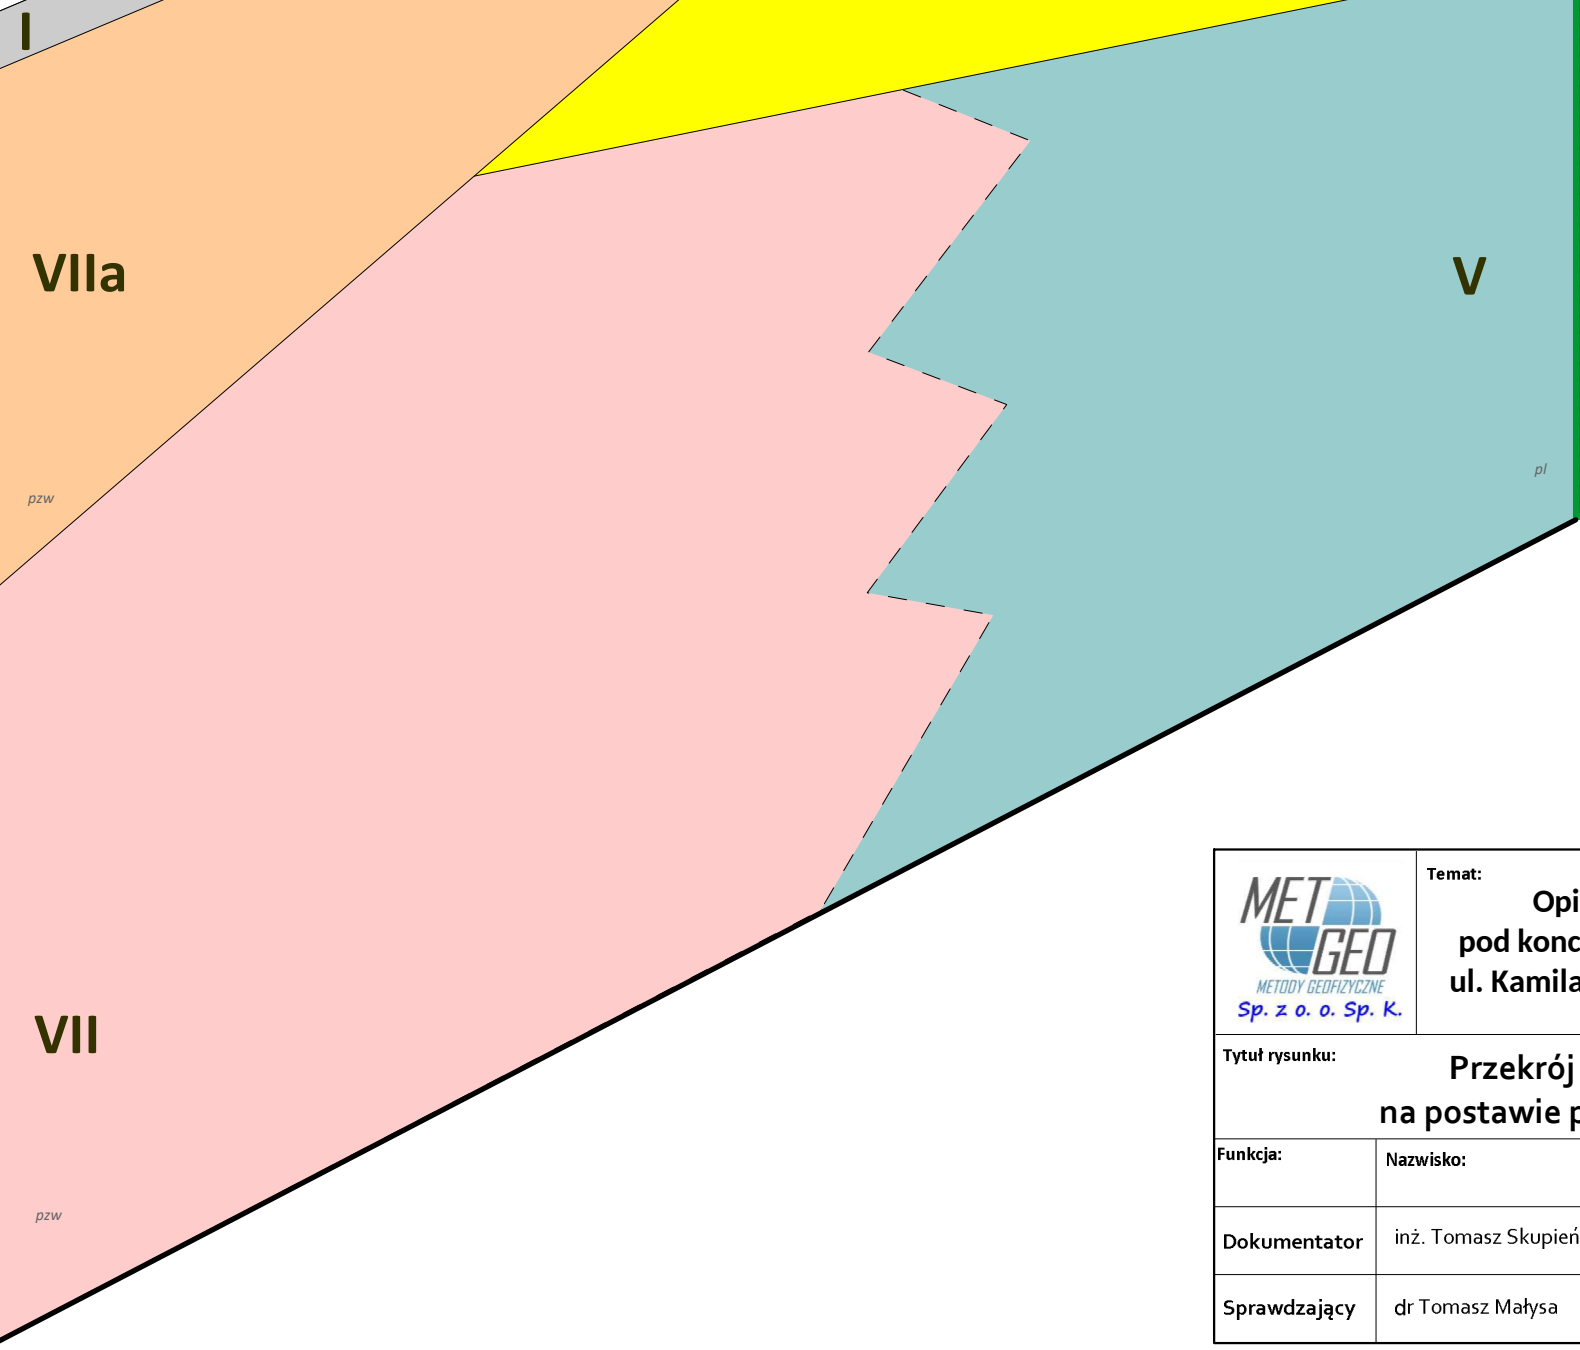 I
VIIa
V
pl
pzw
VII
pzw
MET
GEO
METODY GEOFIZYCZNE
Sp. z o. o. Sp. K.
Temat:
Opi
pod konc
ul. Kamila
Tytuł rysunku:
Przekrój
na postawie p
Funkcja:
Nazwisko:
Dokumentator
inż. Tomasz Skupień
Sprawdzający
dr Tomasz Małysa